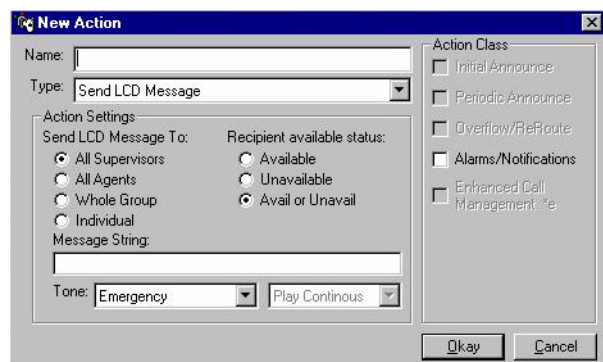 New Action
Name:
Type: Send LCD Message
Action Settings
Send LCD Message To:
All Supervisors
All Agents
Whole Group
Individual
Recipient available status:
Available
Unavailable
Avail or Unavail
Message String:
Tone: Emergency
Play Continous
Action Class
Initial Announce
Periodic Announce
Overflow/ReRoute
Alarms/Notifications
Enhanced Call
Management *e
Okay
Cancel